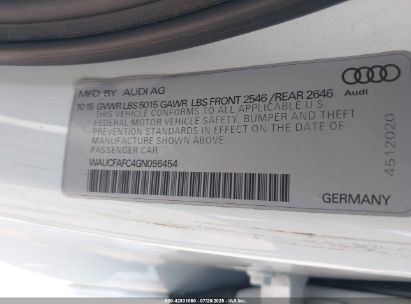 MFD. BY AUDI AG
10/15 GVWR LBS 5015 GAWR LBS FRONT 2546/REAR 2646
THIS VEHICLE CONFORMS TO ALL APPLICABLE U.S.
FEDERAL MOTOR VEHICLE SAFETY, BUMPER AND THEFT
PREVENTION STANDARDS IN EFFECT ON THE DATE OF
MANUFACTURE SHOWN ABOVE
PASSENGER CAR
WAUCFAFC4GN096454
Audi
4512020
GERMANY